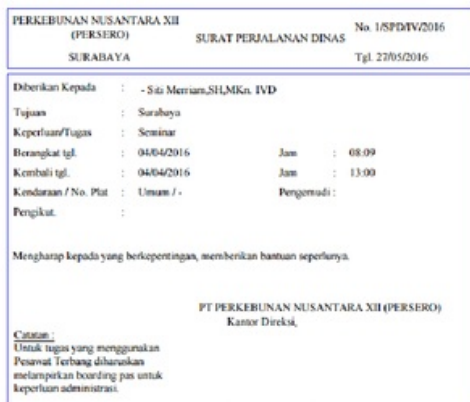 PERKEBUNAN NUSANTARA XII
(PERSERO)
SURABAYA
SURAT PERJALANAN DINAS
No. 1/SPD/IV/2016
Tgl. 27/05/2016
Diberikan Kepada : - Siti Merriam,SH,MKn. IVD
Tujuan : Surabaya
Keperluan/Tugas : Seminar
Berangkat tgl. : 04/04/2016 Jam : 08:09
Kembali tgl. : 04/04/2016 Jam : 13:00
Kendaraan / No. Plat : Umum / - Pengemudi :
Pengikut. :
Mengharap kepada yang berkepentingan, memberikan bantuan seperlunya.
PT PERKEBUNAN NUSANTARA XII (PERSERO)
Kantor Direksi,
Catatan :
Untuk tugas yang menggunakan
Pesawat Terbang diharuskan
melampirkan boarding pas untuk
keperluan administrasi.